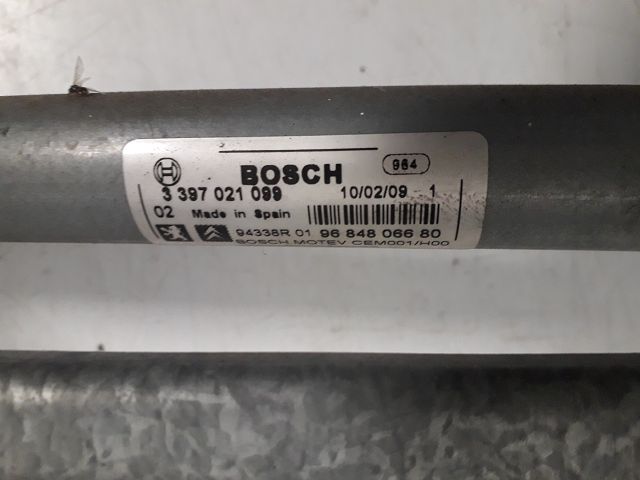 BOSCH 984
3 397 021 099 10/02/09 1
02 Made in Spain
94338R 01 96 848 066 80
BOSCH MOTEV CEM001/H00